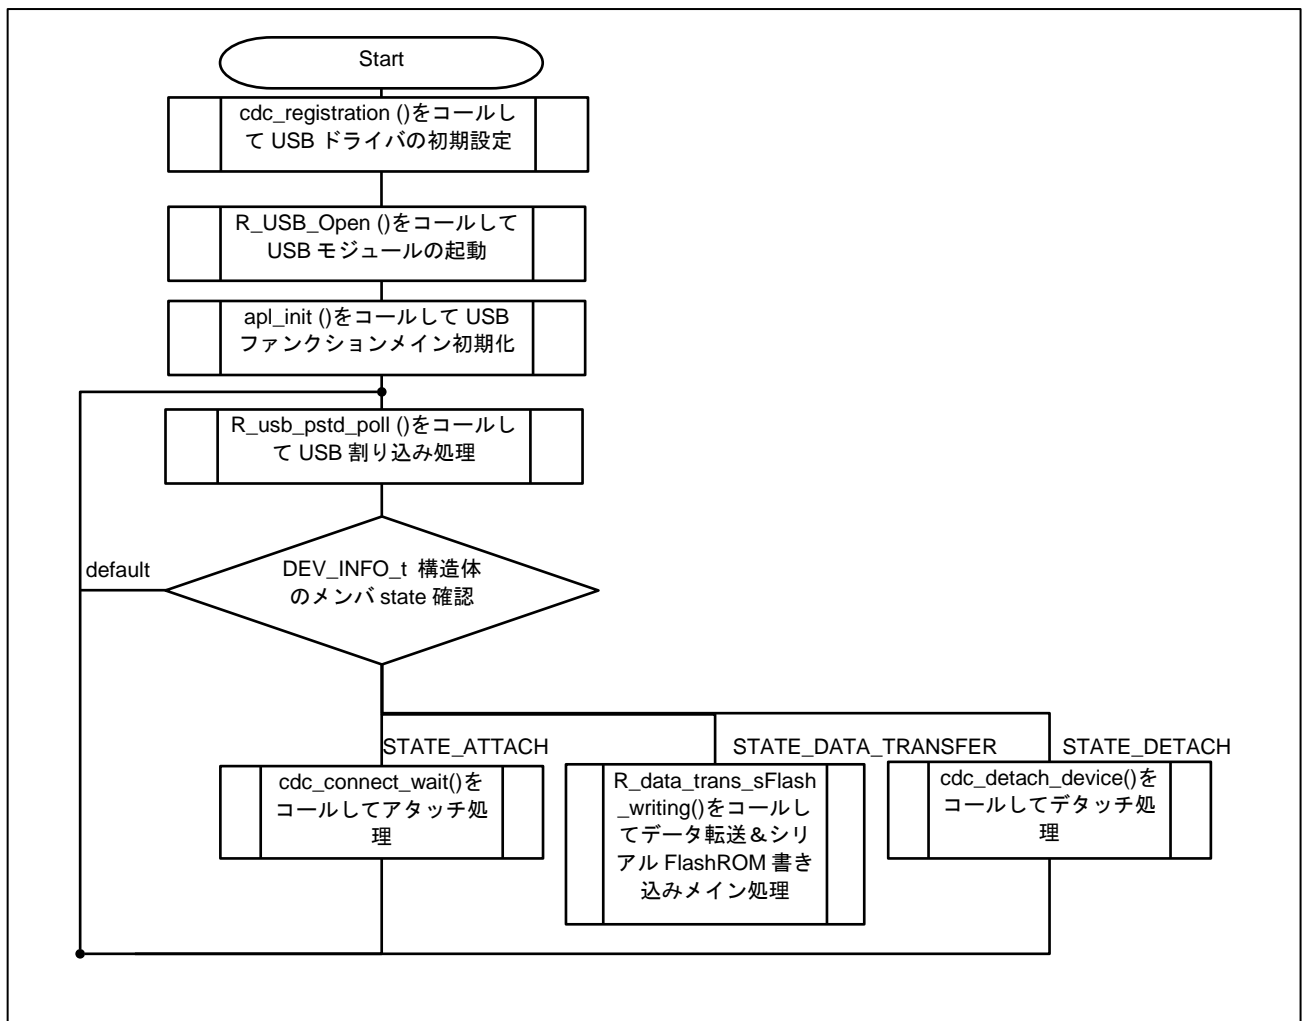 Start
cdc_registration ()をコールし
て USB ドライバの初期設定
R_USB_Open ()をコールして
USB モジュールの起動
apl_init ()をコールして USB
ファンクションメイン初期化
R_usb_pstd_poll ()をコールし
て USB 割り込み処理
default
DEV_INFO_t 構造体
のメンバ state 確認
STATE_ATTACH
cdc_connect_wait()を
コールしてアタッチ処
理
STATE_DATA_TRANSFER
R_data_trans_sFlash
_writing()をコールし
てデータ転送＆シリ
アル FlashROM 書き
込みメイン処理
STATE_DETACH
cdc_detach_device()を
コールしてデタッチ処
理